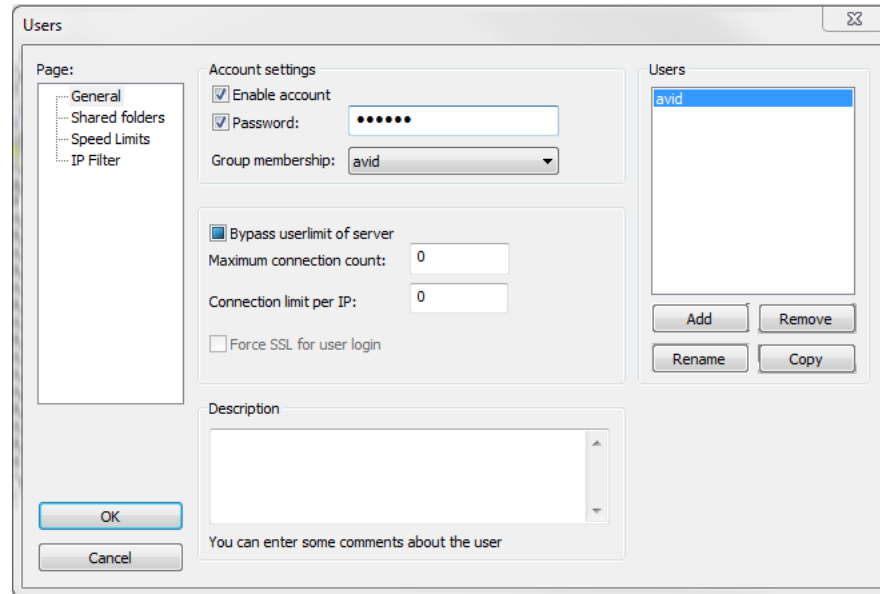 Users
Page:
General
Shared folders
Speed Limits
IP Filter
OK
Cancel
Account settings
Enable account
Password: ••••••
Group membership: avid
Bypass userlimit of server
Maximum connection count: 0
Connection limit per IP: 0
Force SSL for user login
Description
You can enter some comments about the user
Users
avid
Add Remove
Rename Copy